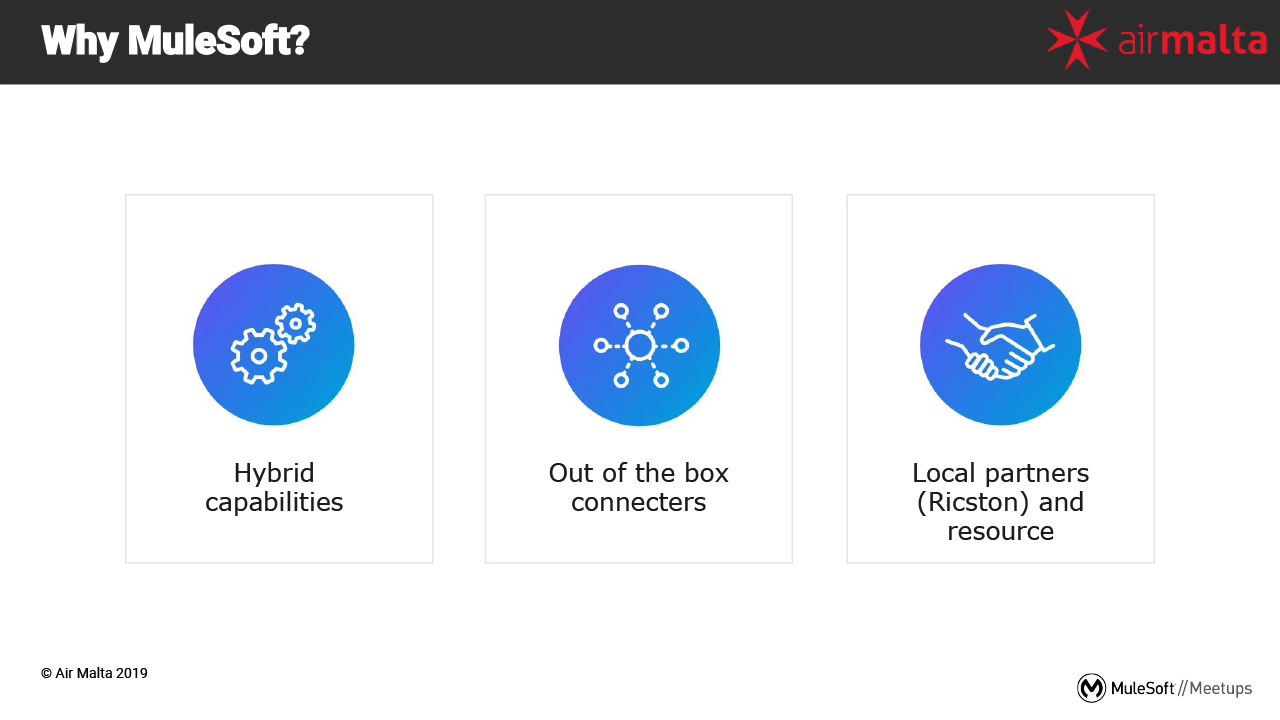 Why MuleSoft?
airmalta
Hybrid
capabilities
Out of the box
connecters
Local partners
(Ricston) and
resource
© Air Malta 2019
MuleSoft//Meetups